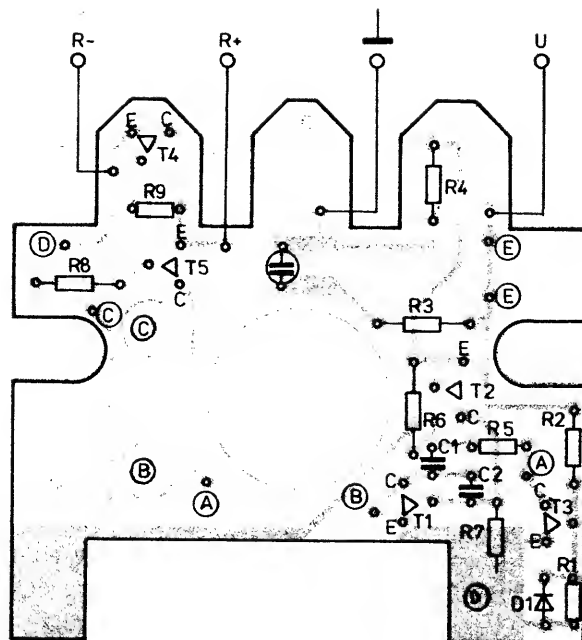 R- R+ U
E C
T4
R9 R4
D E E
T5
R8 C
E
C C R3
E
T2
R6 C R2
C1 R5
B C2 A
A B C C T3
T1
E R7 E
D R1
D1